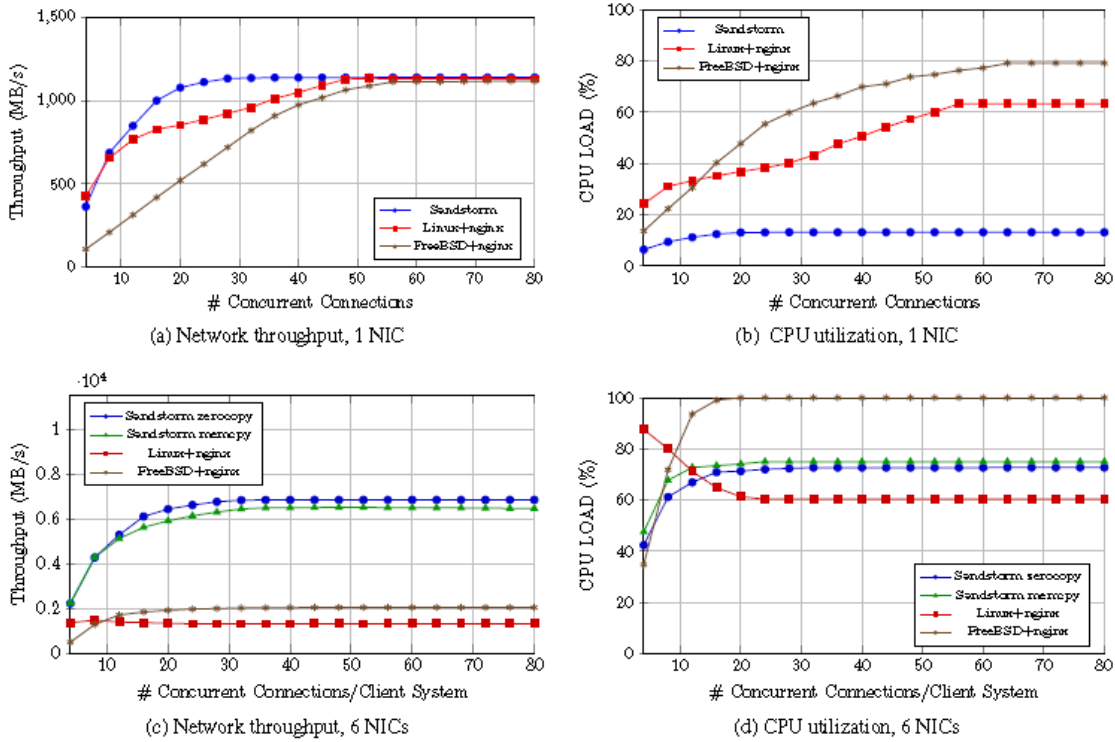 1,500
1,000
500
0
Throughput (MB/s)
Sandstorm
Linux+nginx
FreeBSD+nginx
10 20 30 40 50 60 70 80
# Concurrent Connections
(a) Network throughput, 1 NIC
100
80
60
40
20
0
CPU LOAD (%)
Sandstorm
Linux+nginx
FreeBSD+nginx
10 20 30 40 50 60 70 80
# Concurrent Connections
(b) CPU utilization, 1 NIC
·10⁴
1
0.8
0.6
0.4
0.2
0
Throughput (MB/s)
Sandstorm zerocopy
Sandstorm memcpy
Linux+nginx
FreeBSD+nginx
10 20 30 40 50 60 70 80
# Concurrent Connections/Client System
(c) Network throughput, 6 NICs
100
80
60
40
20
0
CPU LOAD (%)
Sandstorm zerocopy
Sandstorm memcpy
Linux+nginx
FreeBSD+nginx
10 20 30 40 50 60 70 80
# Concurrent Connections/Client System
(d) CPU utilization, 6 NICs